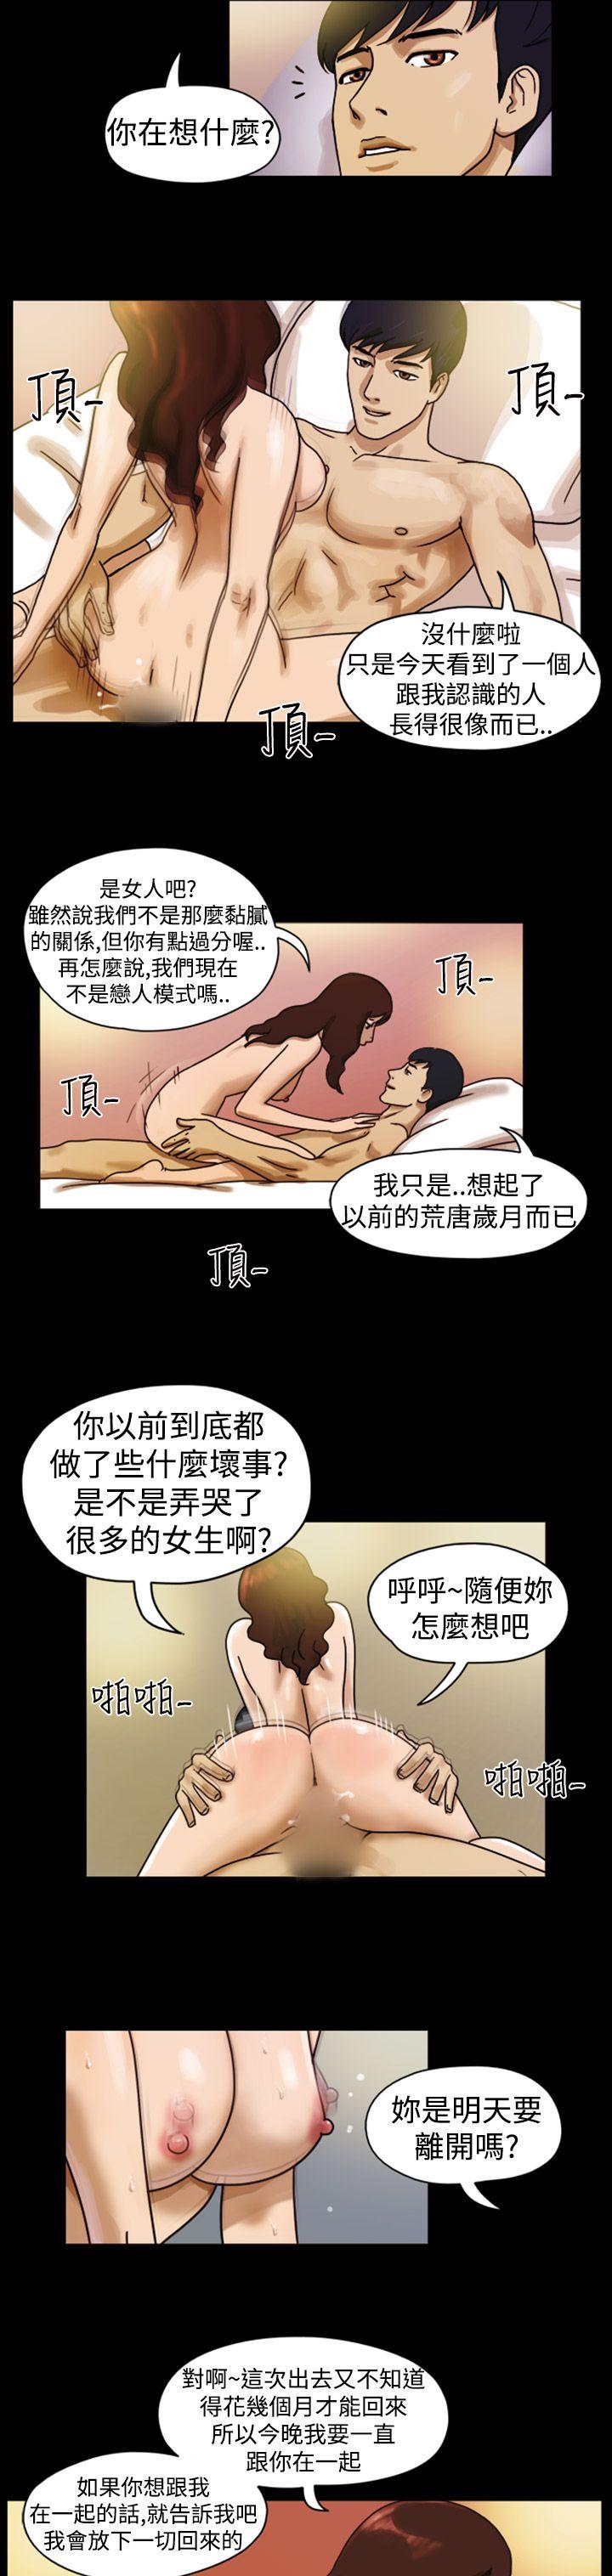 你在想什麼?
頂-
頂-
沒什麼啦
只是今天看到了一個人
跟我認識的人
長得很像而已..
頂-
是女人吧?
雖然說我們不是那麼黏膩
的關係,但你有點過分喔..
再怎麼說,我們現在
不是戀人模式嗎..
頂-
頂-
我只是..想起了
以前的荒唐歲月而已
頂-
你以前到底都
做了些什麼壞事?
是不是弄哭了
很多的女生啊?
呼呼~隨便妳
怎麼想吧
啪啪-
啪啪-
妳是明天要
離開嗎?
對啊~這次出去又不知道
得花幾個月才能回來
所以今晚我要一直
跟你在一起
如果你想跟我
在一起的話,就告訴我吧
我會放下一切回來的